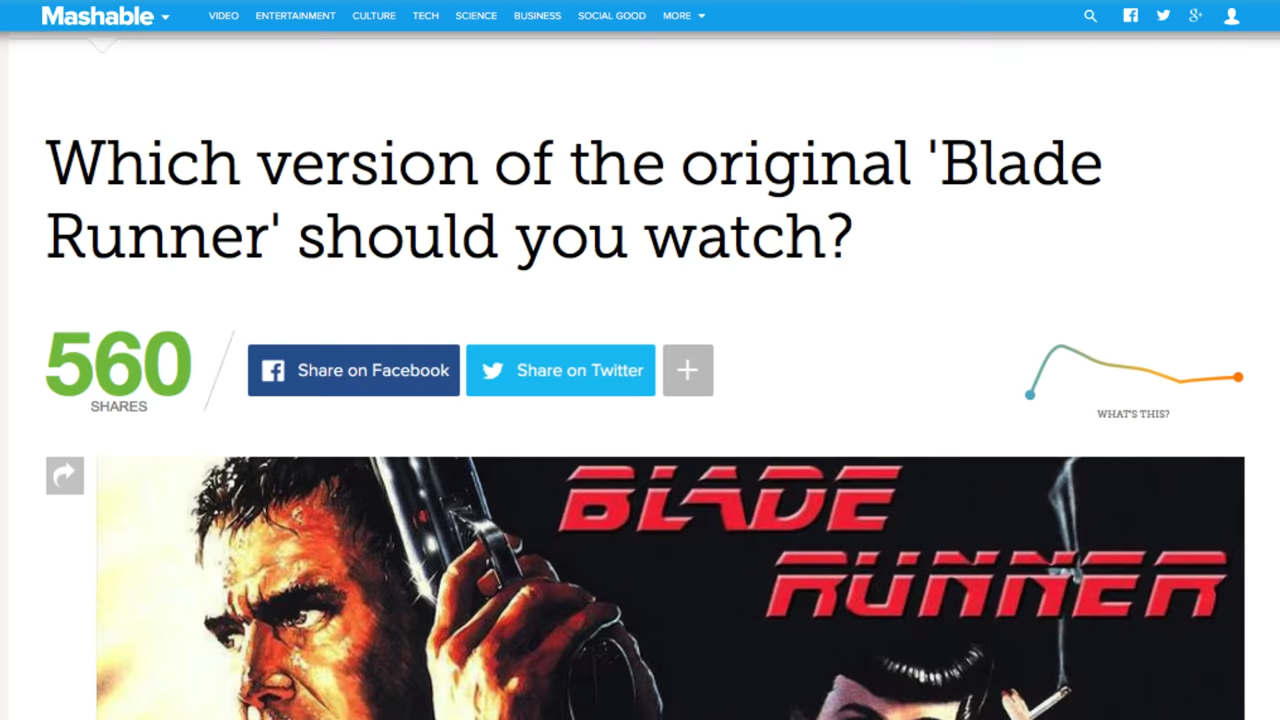 Mashable
VIDEO ENTERTAINMENT CULTURE TECH SCIENCE BUSINESS SOCIAL GOOD MORE
Which version of the original 'Blade
Runner' should you watch?
560
SHARES
Share on Facebook
Share on Twitter
WHAT'S THIS?
BLADE
RUNNER